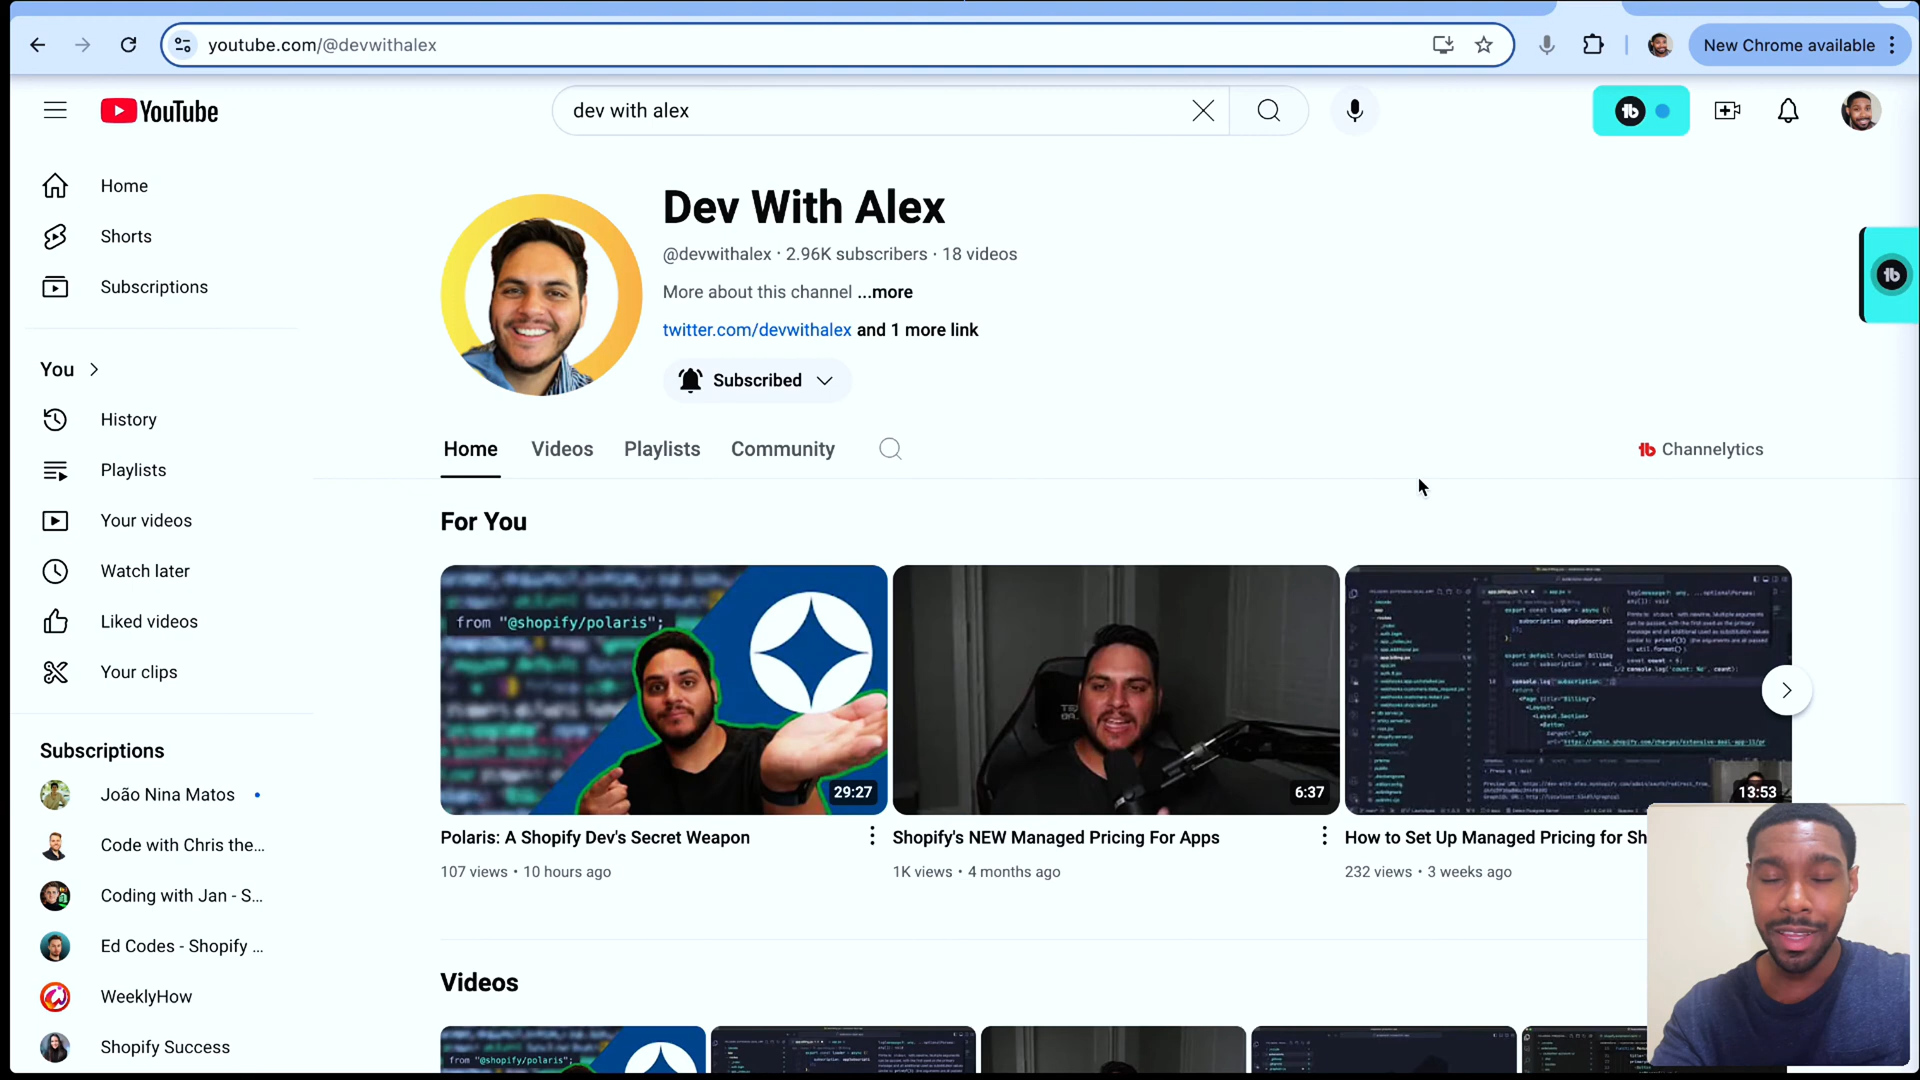 youtube.com/@devwithalex
New Chrome available
YouTube
dev with alex
Home
Shorts
Subscriptions
You
History
Playlists
Your videos
Watch later
Liked videos
Your clips
Subscriptions
João Nina Matos
Code with Chris the...
Coding with Jan - S...
Ed Codes - Shopify ...
WeeklyHow
Shopify Success
Dev With Alex
@devwithalex · 2.96K subscribers · 18 videos
More about this channel ...more
twitter.com/devwithalex and 1 more link
Subscribed
Home Videos Playlists Community
Channelytics
For You
from "@shopify/polaris";
29:27
6:37
13:53
Polaris: A Shopify Dev's Secret Weapon
107 views • 10 hours ago
Shopify's NEW Managed Pricing For Apps
1K views • 4 months ago
How to Set Up Managed Pricing for Sh
232 views • 3 weeks ago
Videos
from "@shopify/polaris";